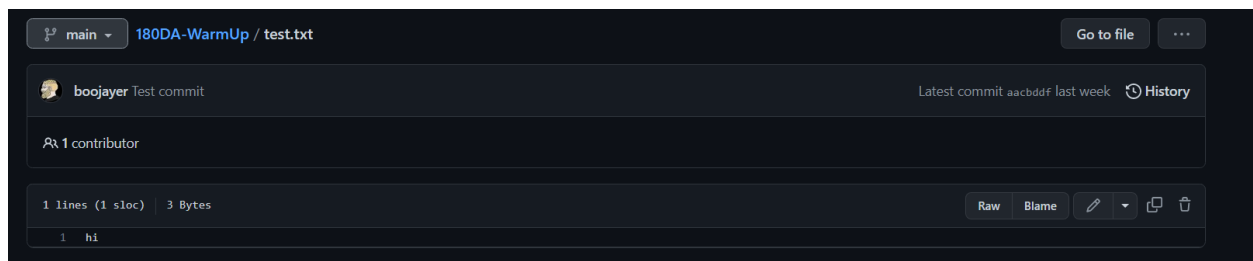 main 180DA-WarmUp / test.txt Go to file ...
boojayer Test commit Latest commit aacbddf last week History
1 contributor
1 lines (1 sloc) 3 Bytes Raw Blame
1 hi